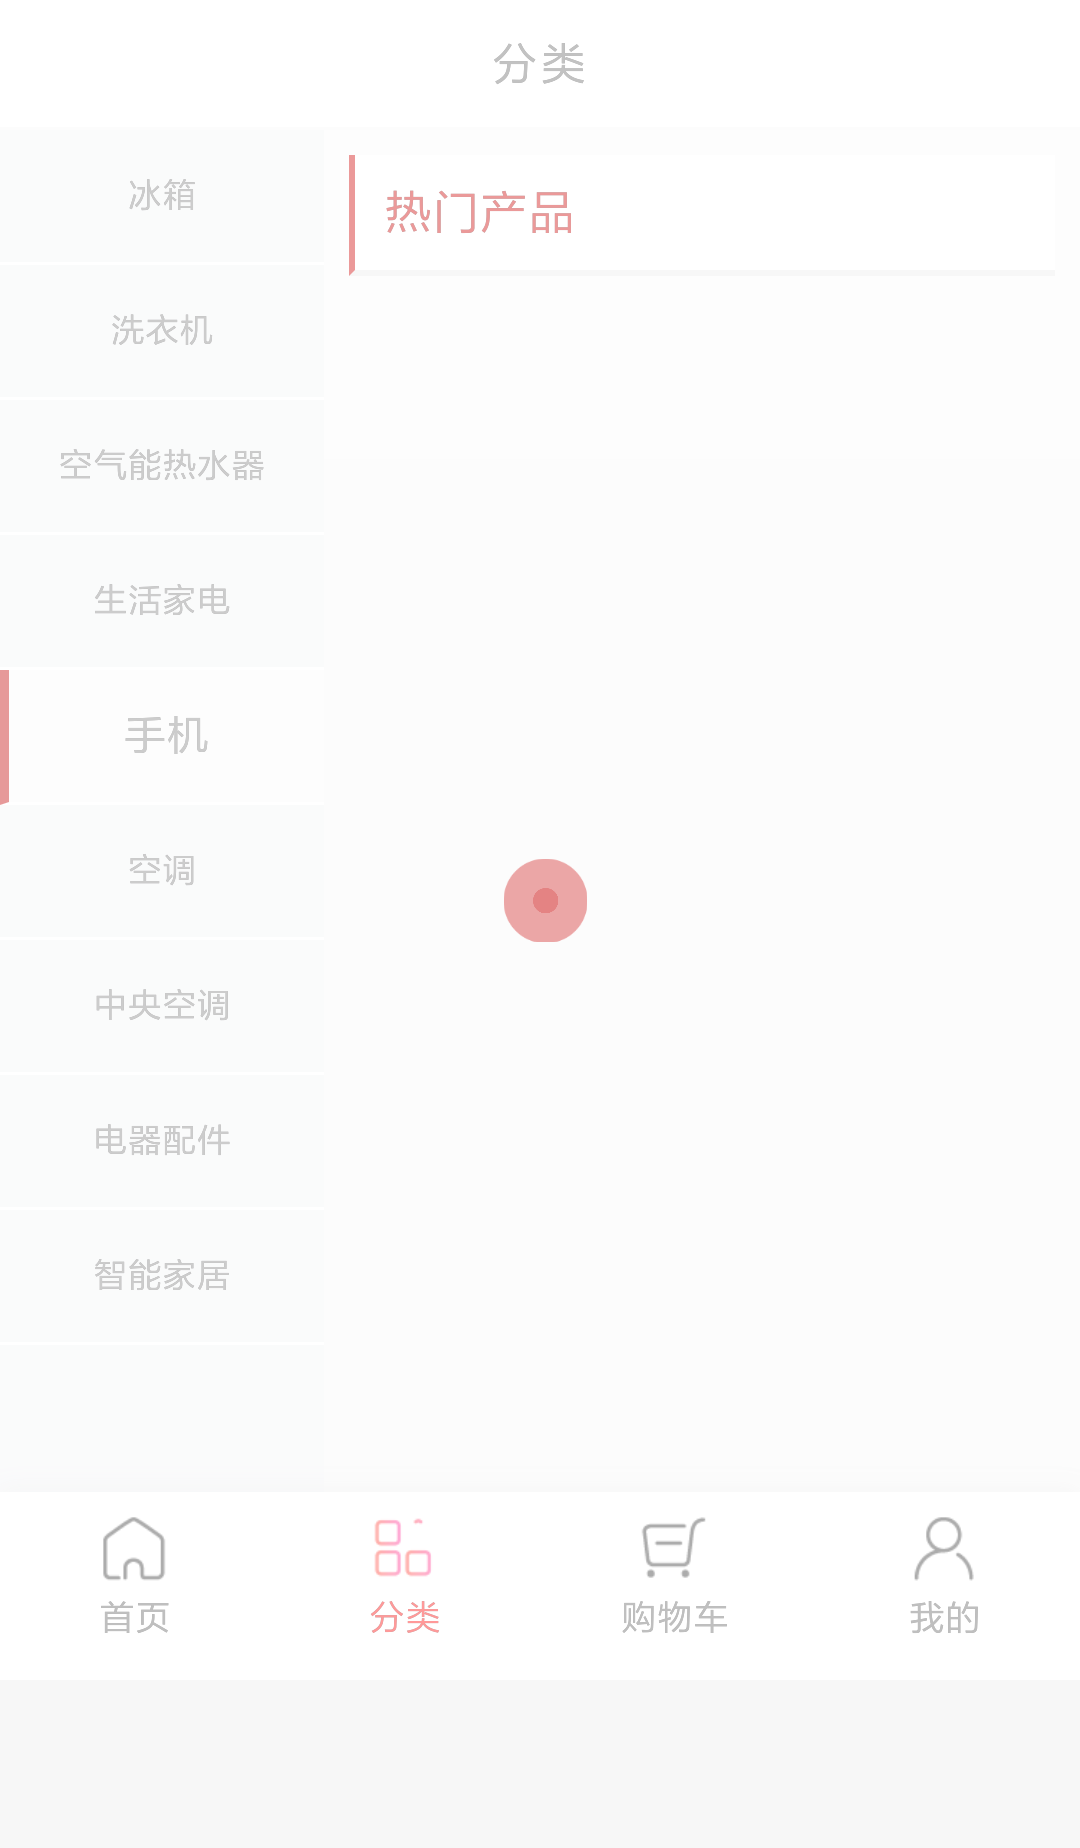 分类
冰箱
洗衣机
空气能热水器
生活家电
手机
空调
中央空调
电器配件
智能家居
热门产品
首页
分类
购物车
我的